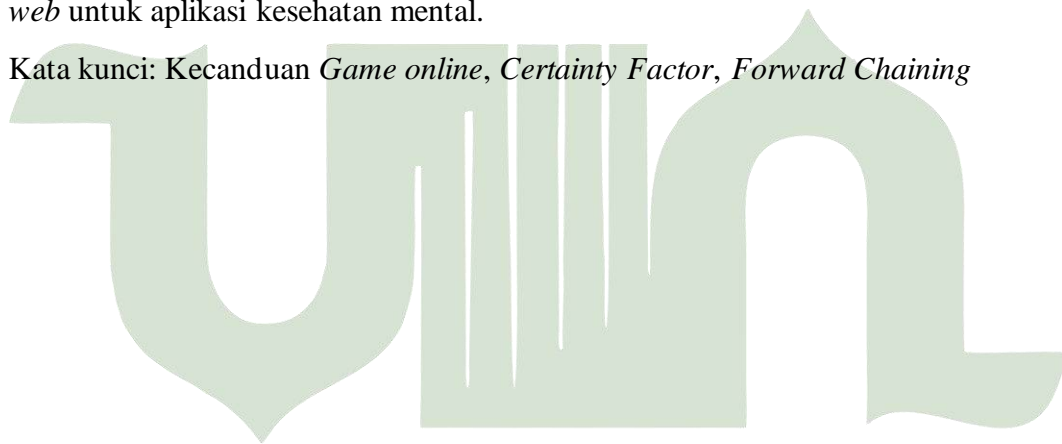 web untuk aplikasi kesehatan mental.
Kata kunci: Kecanduan Game online, Certainty Factor, Forward Chaining